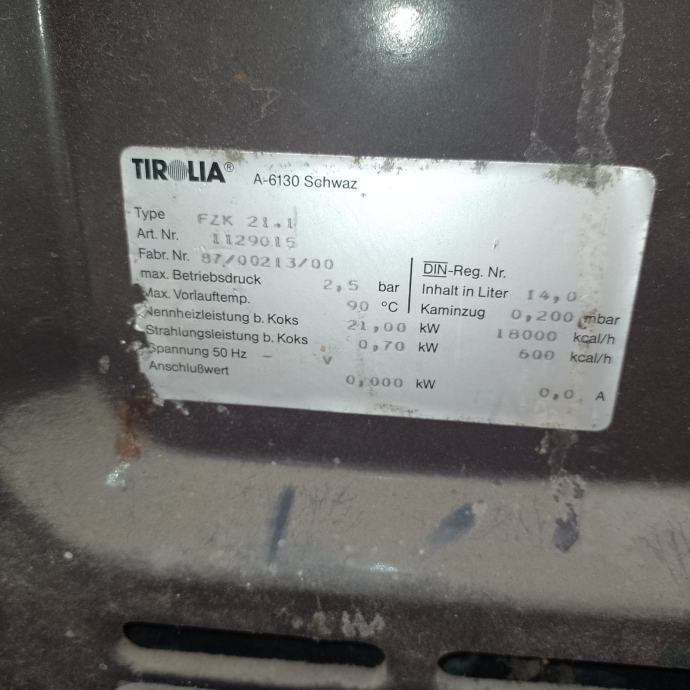 TIROLIA® A-6130 Schwaz
Type FZK 21.1
Art. Nr. 1129015
Fabr. Nr. 87/00213/00 DIN-Reg. Nr.
max. Betriebsdruck 2,5 bar Inhalt in Liter 14,0
Max. Vorlauftemp. 90 °C Kaminzug 0,200 mbar
Nennheizleistung b. Koks 21,00 kW 18000 kcal/h
Strahlungsleistung b. Koks 0,70 kW 600 kcal/h
Spannung 50 Hz – V
Anschlußwert 0,000 kW 0,0 A